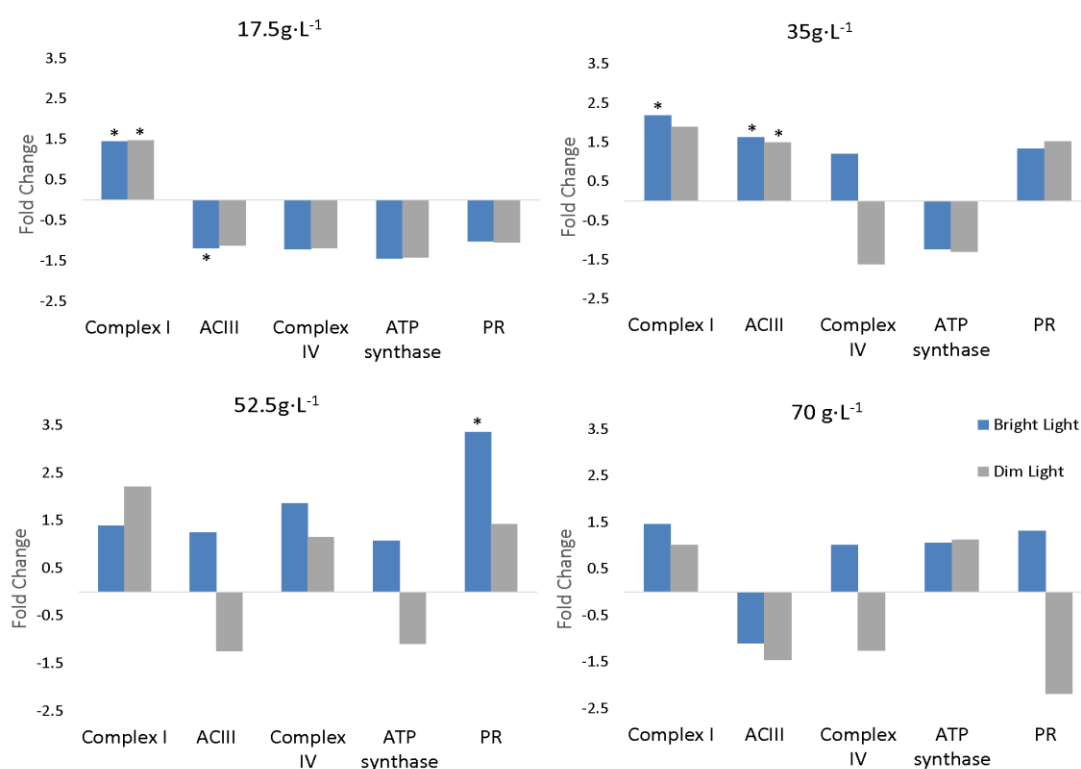 17.5g·L⁻¹
3.5
2.5
1.5
0.5
-0.5
-1.5
-2.5
Fold Change
* *
*
Complex I ACIII Complex IV ATP synthase PR
35g·L⁻¹
3.5
2.5
1.5
0.5
-0.5
-1.5
-2.5
Fold Change
*
* *
Complex I ACIII Complex IV ATP synthase PR
52.5g·L⁻¹
3.5
2.5
1.5
0.5
-0.5
-1.5
-2.5
Fold Change
*
Complex I ACIII Complex IV ATP synthase PR
70 g·L⁻¹
3.5
2.5
1.5
0.5
-0.5
-1.5
-2.5
Fold Change
Bright Light
Dim Light
Complex I ACIII Complex IV ATP synthase PR